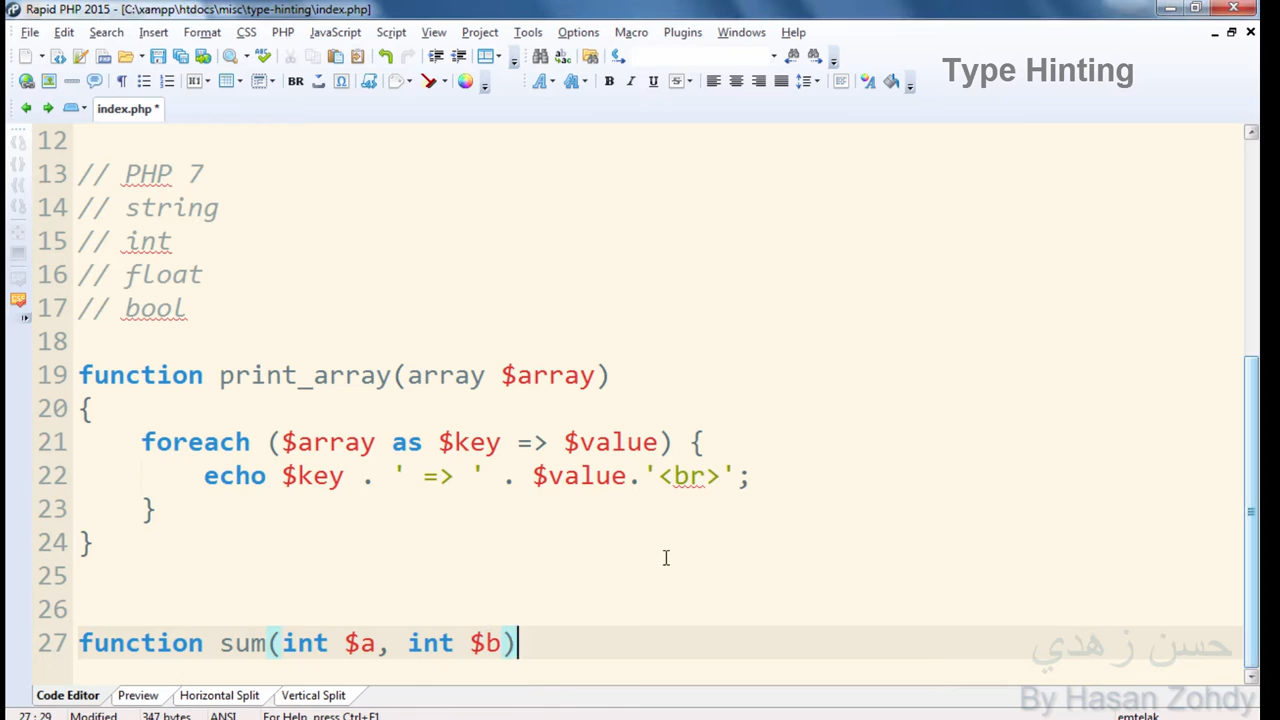 Rapid PHP 2015 - [C:\xampp\htdocs\misc\type-hinting\index.php]
File Edit Search Insert Format CSS PHP JavaScript Script View Project Tools Options Macro Plugins Windows Help
Type Hinting
index.php *
12
13 // PHP 7
14 // string
15 // int
16 // float
17 // bool
18
19 function print_array(array $array)
20 {
21 foreach ($array as $key => $value) {
22 echo $key . ' => ' . $value.'<br>';
23 }
24 }
25
26
27 function sum(int $a, int $b)
حسن زهدي
Code Editor Preview Horizontal Split Vertical Split
By Hasan Zohdy
27 : 29 Modified 347 bytes ANSI For Help, press Ctrl+F1 emtelak